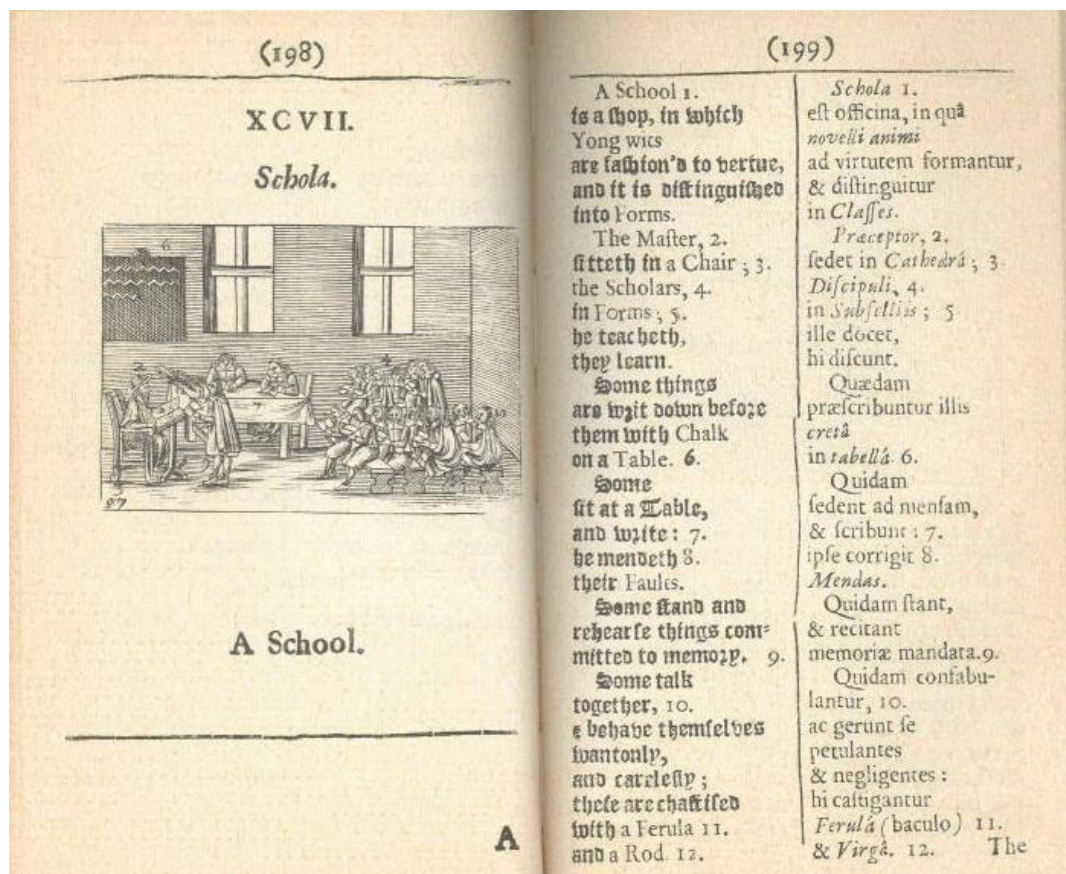 (198)
XCVII.
Schola.
6
2
4
3
7
10
97
A School.
A
(199)
A School 1.
is a shop, in which
Yong wits
are fashion'd to vertue,
and it is distinguished
into Forms.
The Master, 2.
sitteth in a Chair ; 3.
the Scholars, 4.
in Forms ; 5.
he teacheth,
they learn.
Some things
are writ down before
them with Chalk
on a Table. 6.
Some
sit at a Table,
and write : 7.
he mendeth 8.
their Faults.
Some stand and
rehearse things com-
mitted to memory. 9.
Some talk
together, 10.
& behave themselves
wantonly,
and carelesly ;
these are chastised
with a Ferula 11.
and a Rod. 12.
Schola 1.
est officina, in quâ
novelli animi
ad virtutem formantur,
& distinguitur
in Classes.
Præceptor, 2.
sedet in Cathedrâ ; 3.
Discipuli, 4.
in Subselliis ; 5
ille docet,
hi discunt.
Quædam
præscribuntur illis
cretâ
in tabellâ. 6.
Quidam
sedent ad mensam,
& scribunt : 7.
ipse corrigit 8.
Mendas.
Quidam stant,
& recitant
memoriæ mandata. 9.
Quidam confabu-
lantur, 10.
ac gerunt se
petulantes
& negligentes :
hi castigantur
Ferulâ (baculo) 11.
& Virgâ. 12.
The